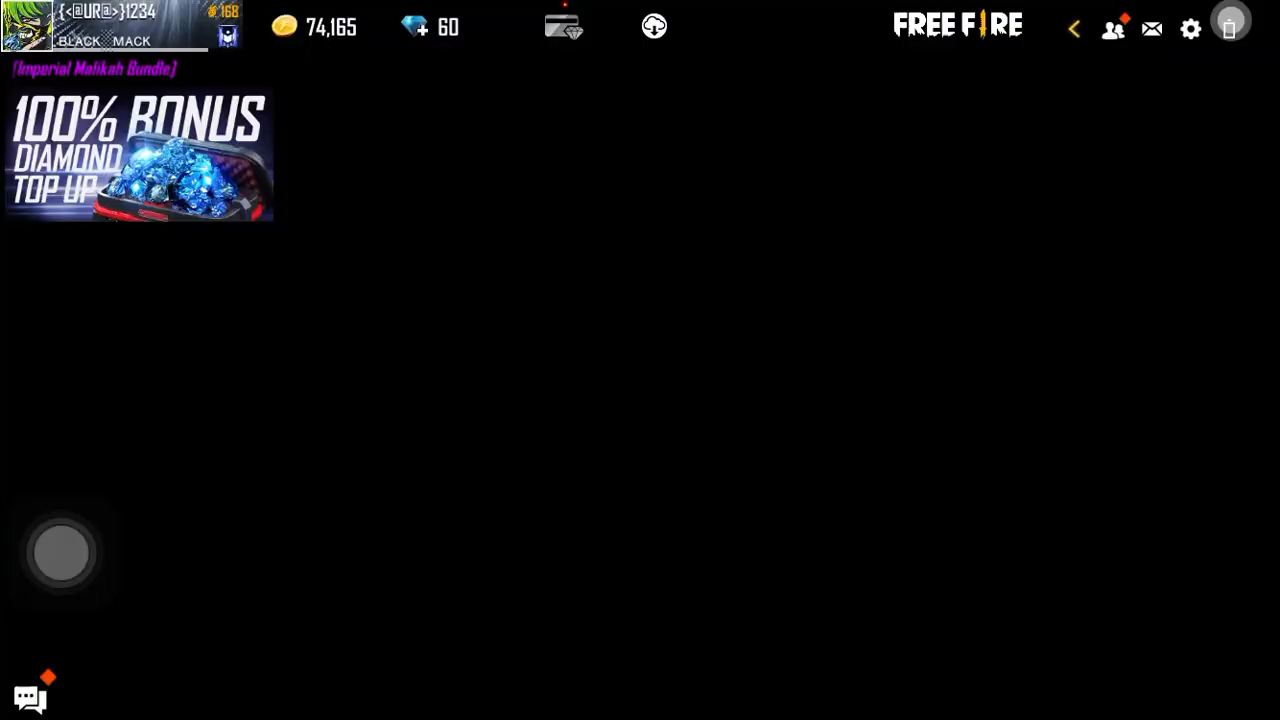 {<@UR@>}1234
168
BLACK MACK
74,165
60
FREE FIRE
[Imperial Malikah Bundle]
100% BONUS
DIAMOND
TOP UP